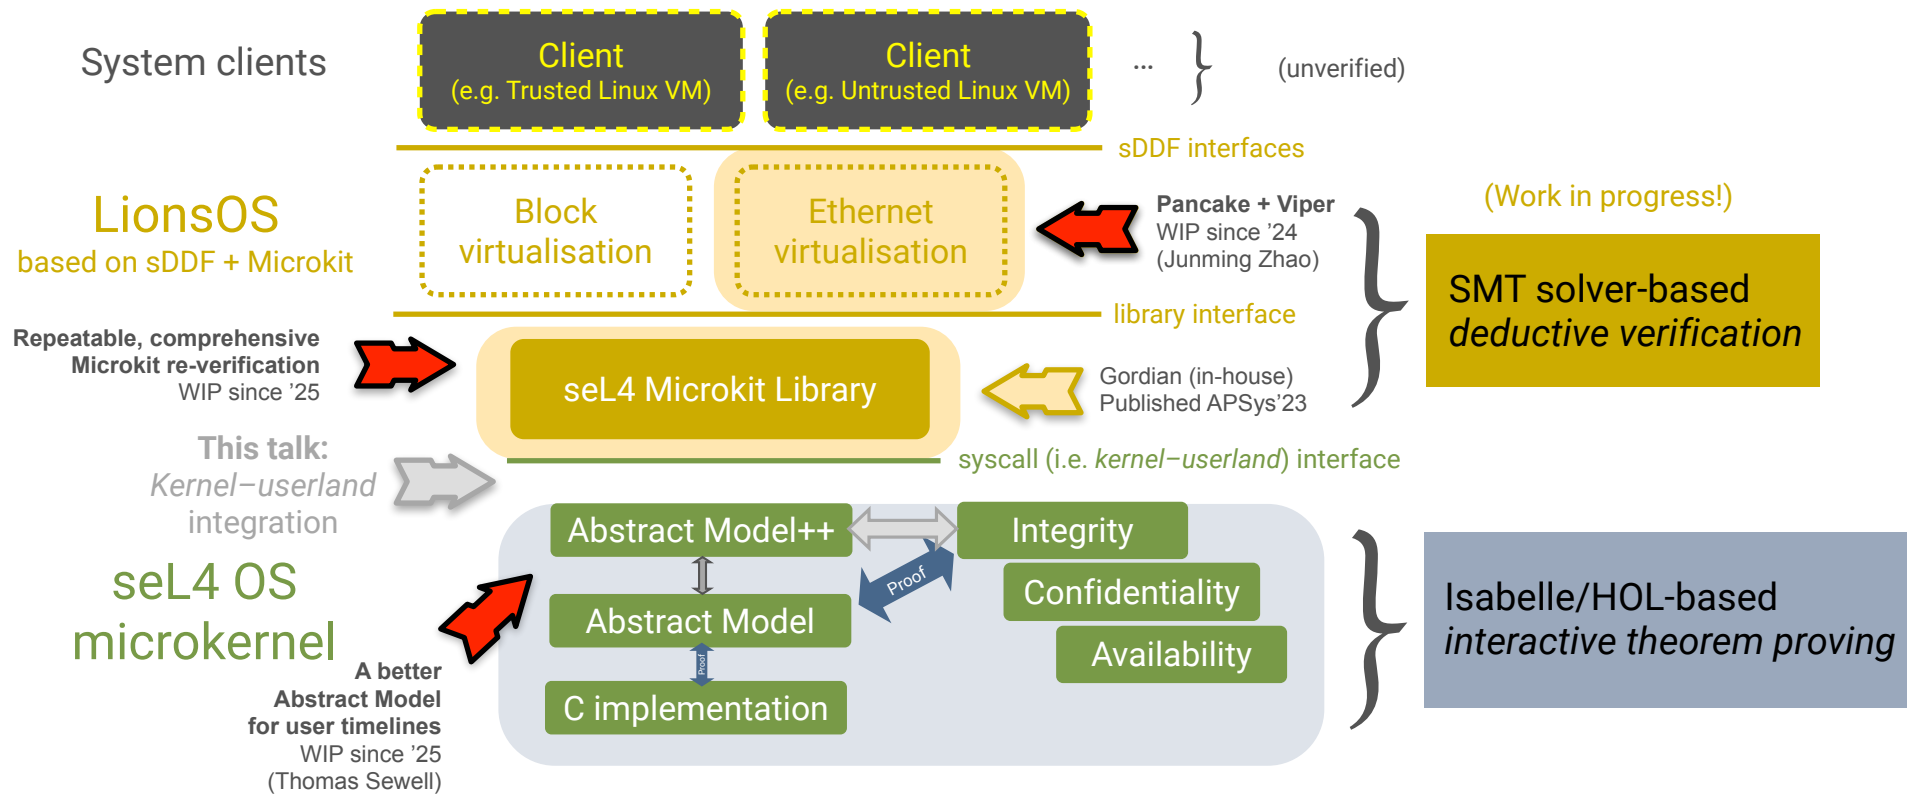 System clients
Client
(e.g. Trusted Linux VM)
Client
(e.g. Untrusted Linux VM)
...
(unverified)
sDDF interfaces
LionsOS
based on sDDF + Microkit
Block
virtualisation
Ethernet
virtualisation
Pancake + Viper
WIP since ’24
(Junming Zhao)
(Work in progress!)
SMT solver-based
deductive verification
library interface
Repeatable, comprehensive
Microkit re-verification
WIP since ’25
seL4 Microkit Library
Gordian (in-house)
Published APSys’23
This talk:
Kernel–userland
integration
syscall (i.e. kernel–userland) interface
seL4 OS
microkernel
Abstract Model++
Integrity
Proof
Confidentiality
Abstract Model
Availability
Proof
C implementation
A better
Abstract Model
for user timelines
WIP since ’25
(Thomas Sewell)
Isabelle/HOL-based
interactive theorem proving